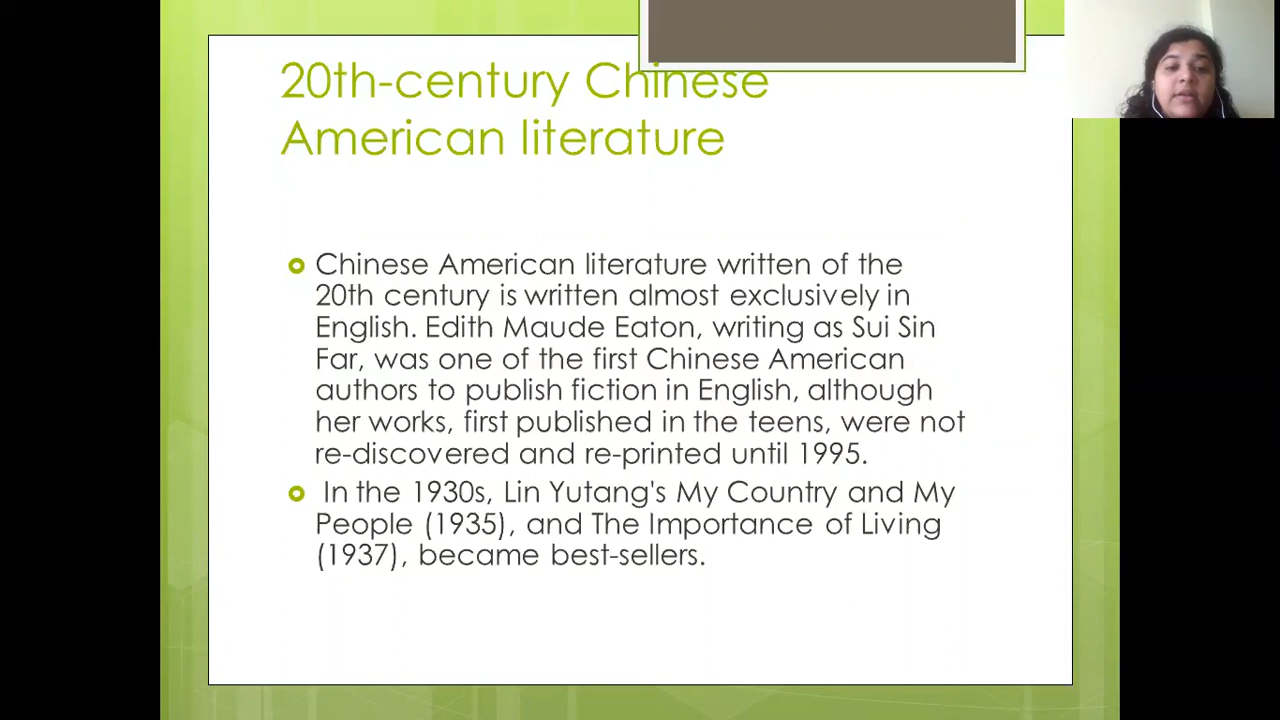 20th-century Chinese
American literature
Chinese American literature written of the
20th century is written almost exclusively in
English. Edith Maude Eaton, writing as Sui Sin
Far, was one of the first Chinese American
authors to publish fiction in English, although
her works, first published in the teens, were not
re-discovered and re-printed until 1995.
In the 1930s, Lin Yutang's My Country and My
People (1935), and The Importance of Living
(1937), became best-sellers.